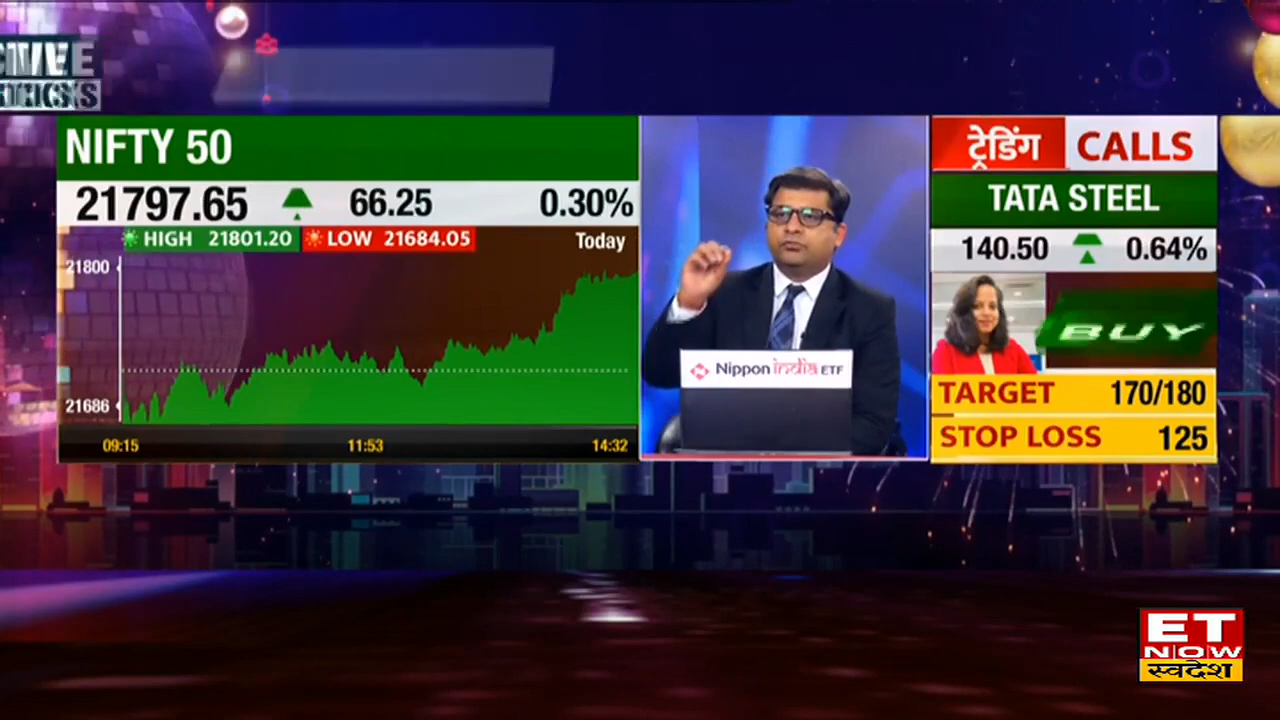 NIFTY 50
21797.65 66.25 0.30%
HIGH 21801.20 LOW 21684.05 Today
21800
21686
09:15 11:53 14:32
Nippon india ETF
ट्रेडिंग CALLS
TATA STEEL
140.50 0.64%
BUY
TARGET 170/180
STOP LOSS 125
ET
NOW
स्वदेश